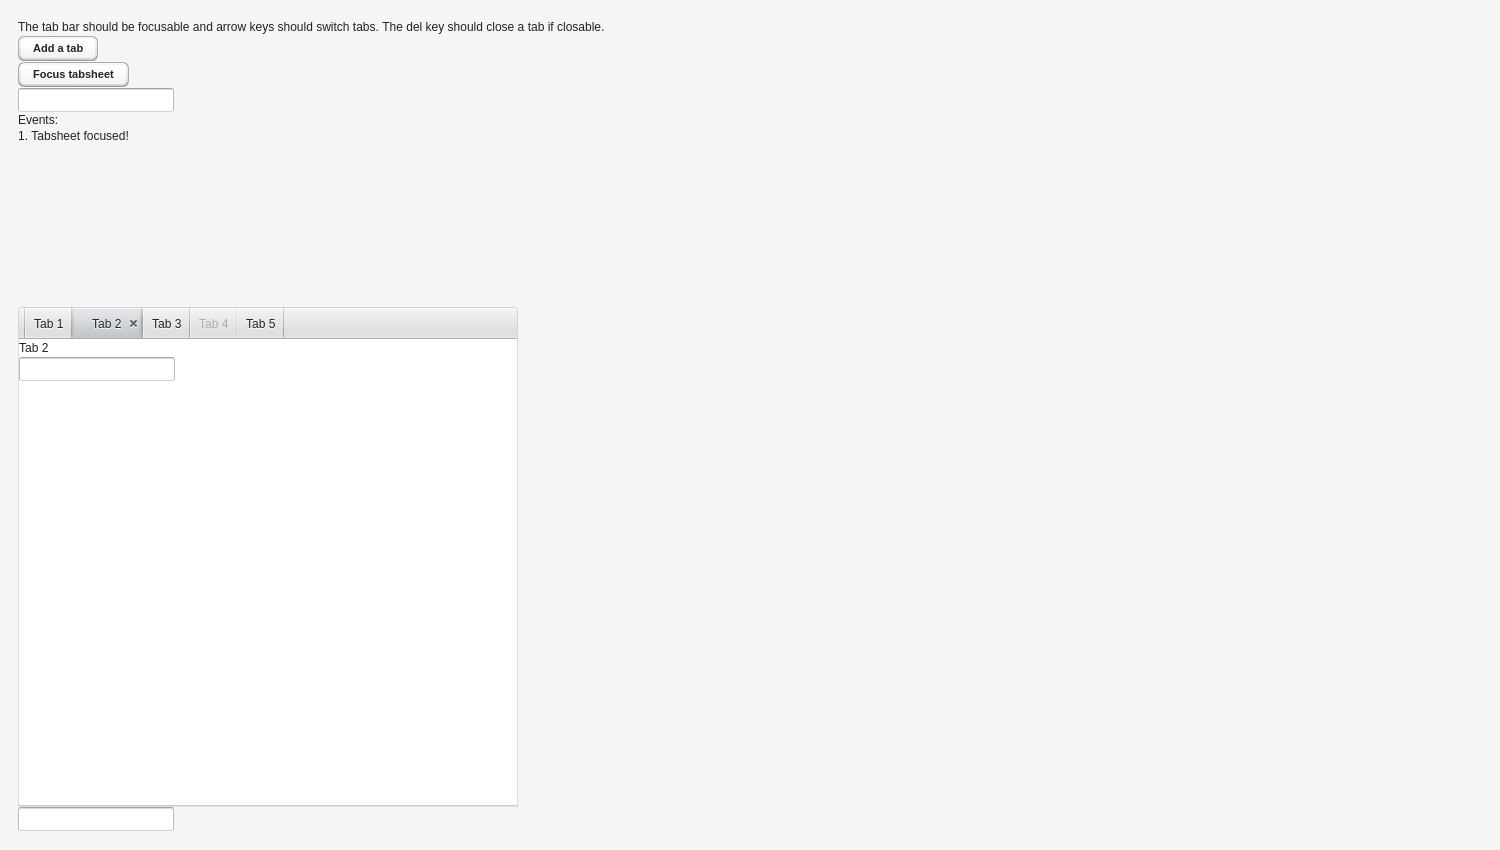 The tab bar should be focusable and arrow keys should switch tabs. The del key should close a tab if closable.
Add a tab
Focus tabsheet
Events:
1. Tabsheet focused!
Tab 1 Tab 2 Tab 3 Tab 4 Tab 5
Tab 2